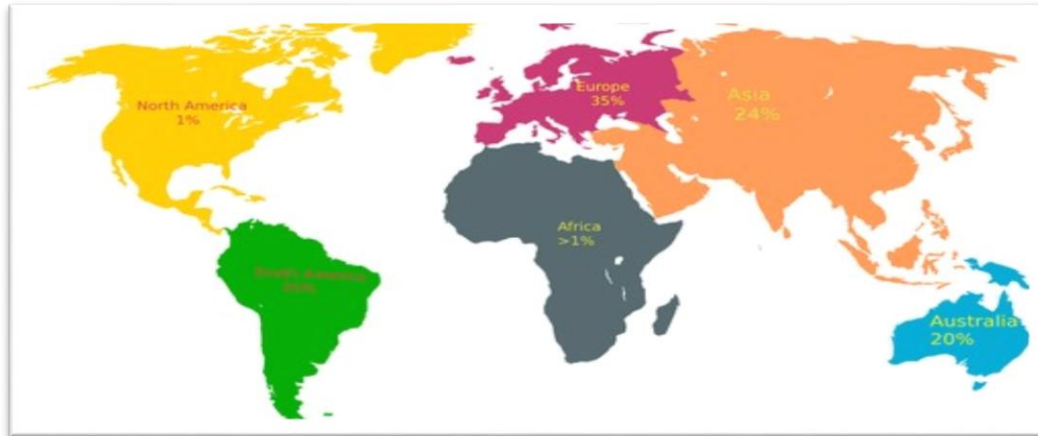 North America
1%
Europe
35%
Asia
24%
Africa
>1%
South America
Australia
20%